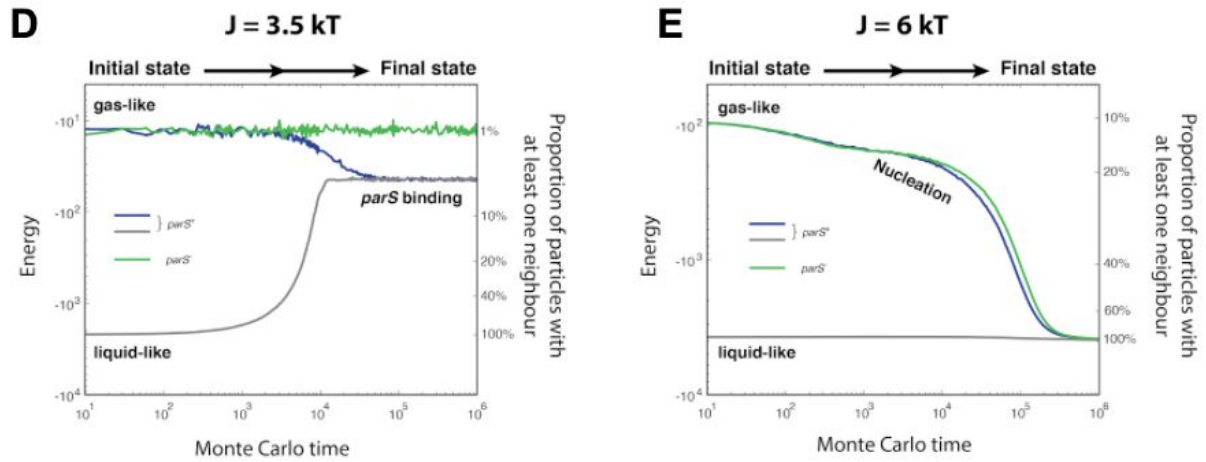 D
J = 3.5 kT
Initial state
Final state
gas-like
-10¹
-10²
-10³
-10⁴
Energy
1%
10%
20%
40%
100%
Proportion of particles with
at least one neighbour
parS binding
parS⁺
parS⁻
liquid-like
10¹
10²
10³
10⁴
10⁵
10⁶
Monte Carlo time
E
J = 6 kT
Initial state
Final state
gas-like
-10²
-10³
-10⁴
Energy
10%
20%
40%
60%
100%
Proportion of particles with
at least one neighbour
Nucleation
parS⁺
parS⁻
liquid-like
10¹
10²
10³
10⁴
10⁵
Monte Carlo time